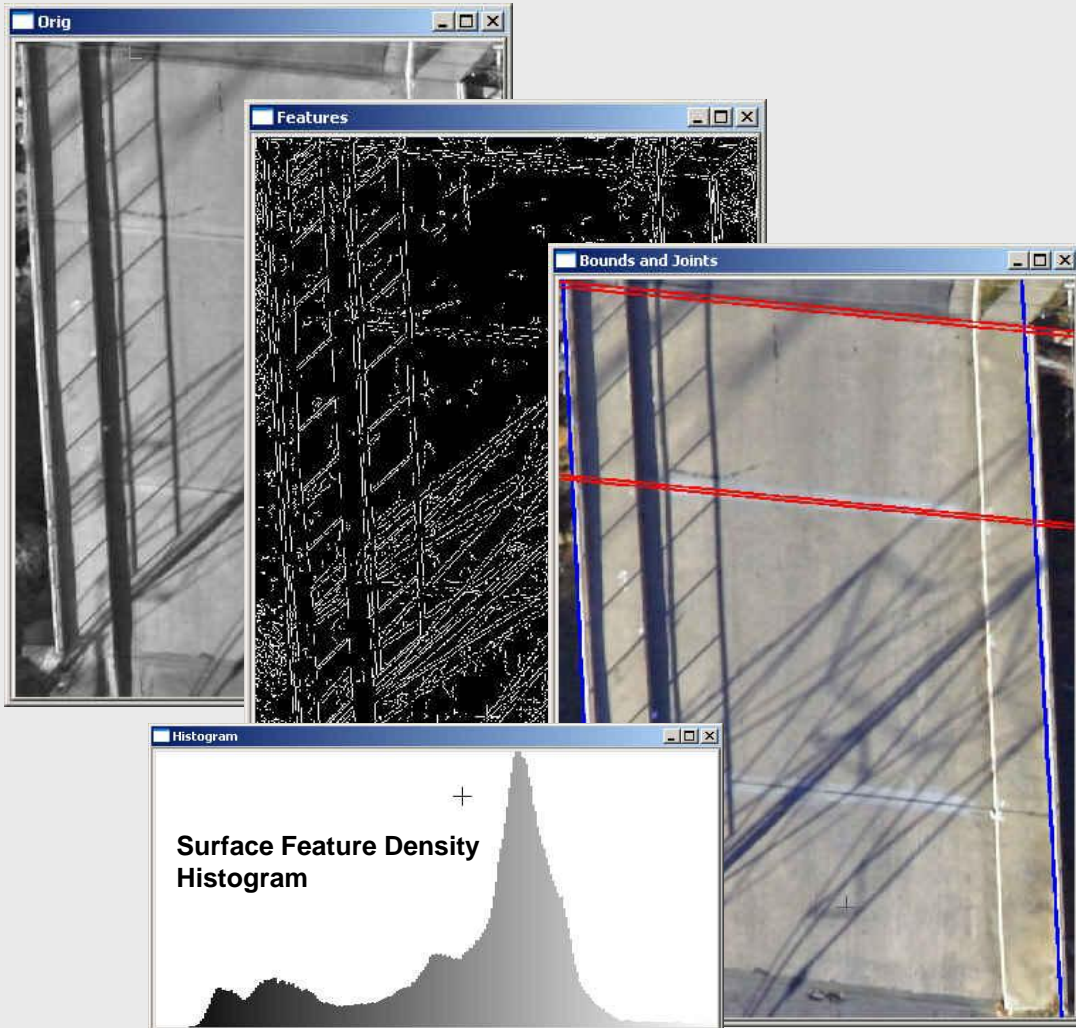 Orig
Features
Bounds and Joints
Histogram
Surface Feature Density
Histogram